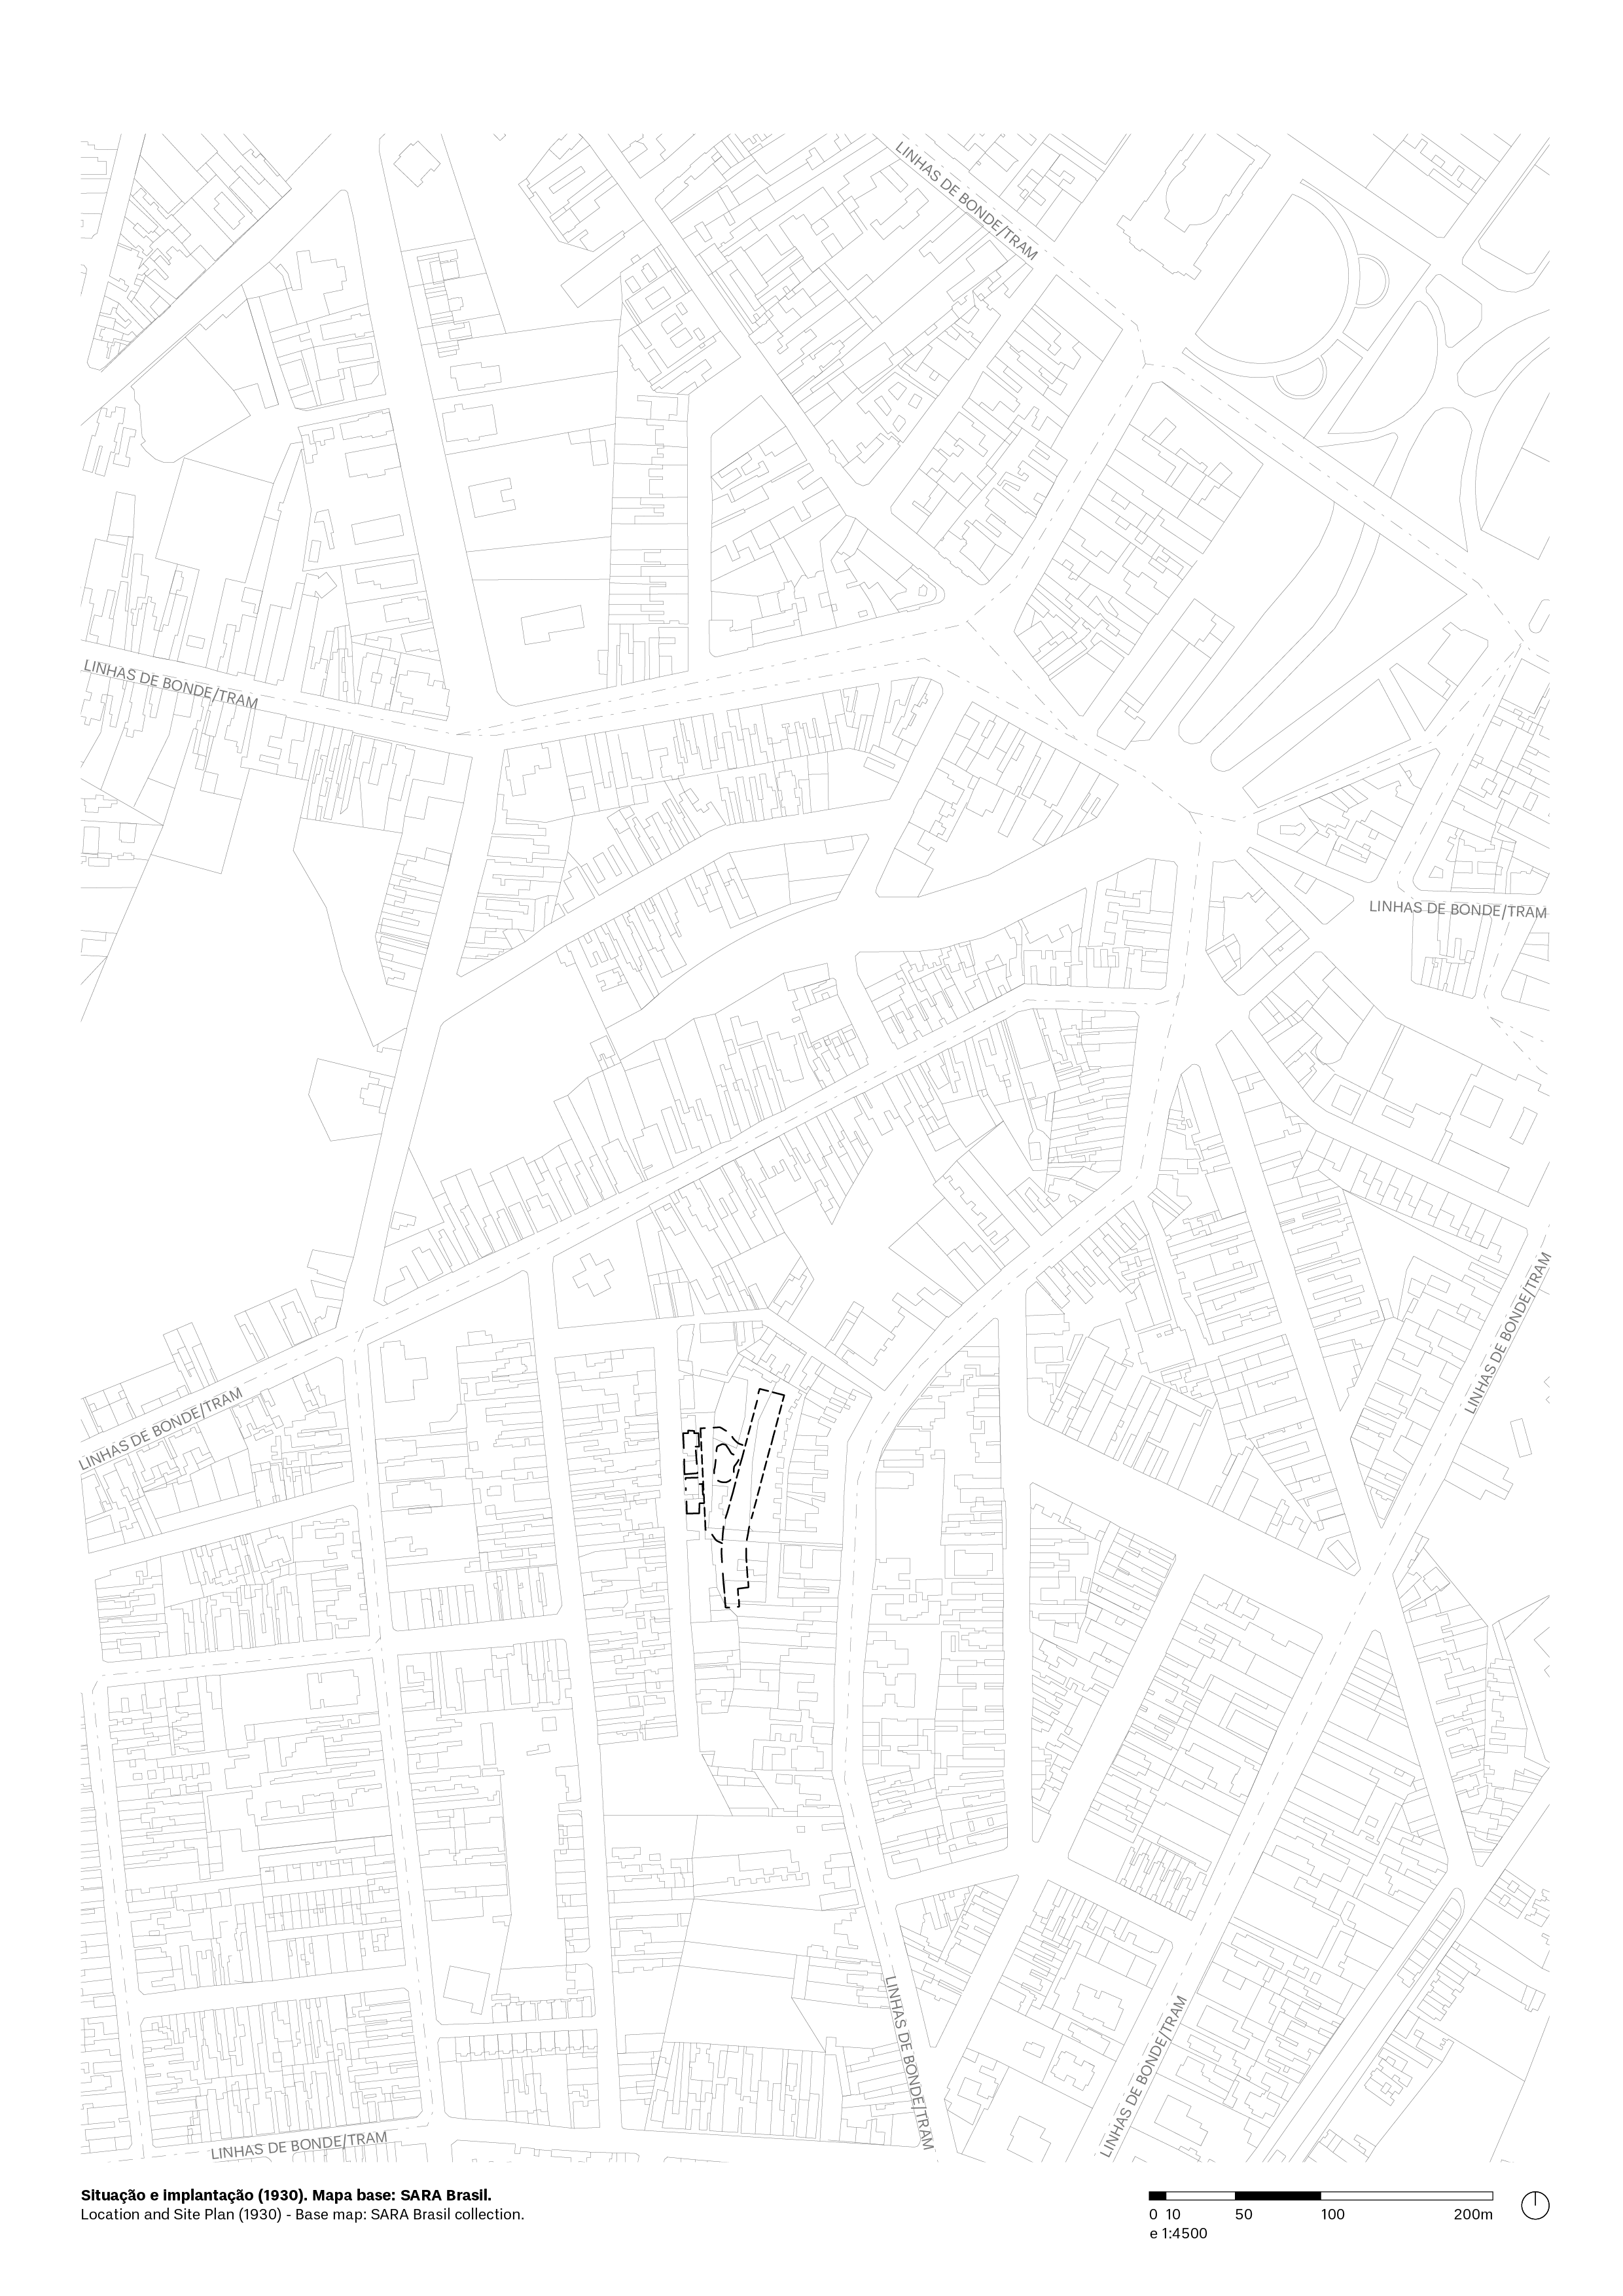 LINHAS DE BONDE/TRAM
LINHAS DE BONDE/TRAM
LINHAS DE BONDE/TRAM
LINHAS DE BONDE/TRAM
LINHAS DE BONDE/TRAM
LINHAS DE BONDE/TRAM
LINHAS DE BONDE/TRAM
LINHAS DE BONDE/TRAM
Situação e implantação (1930). Mapa base: SARA Brasil.
Location and Site Plan (1930) - Base map: SARA Brasil collection.
0 10 50 100 200m
e 1:4500